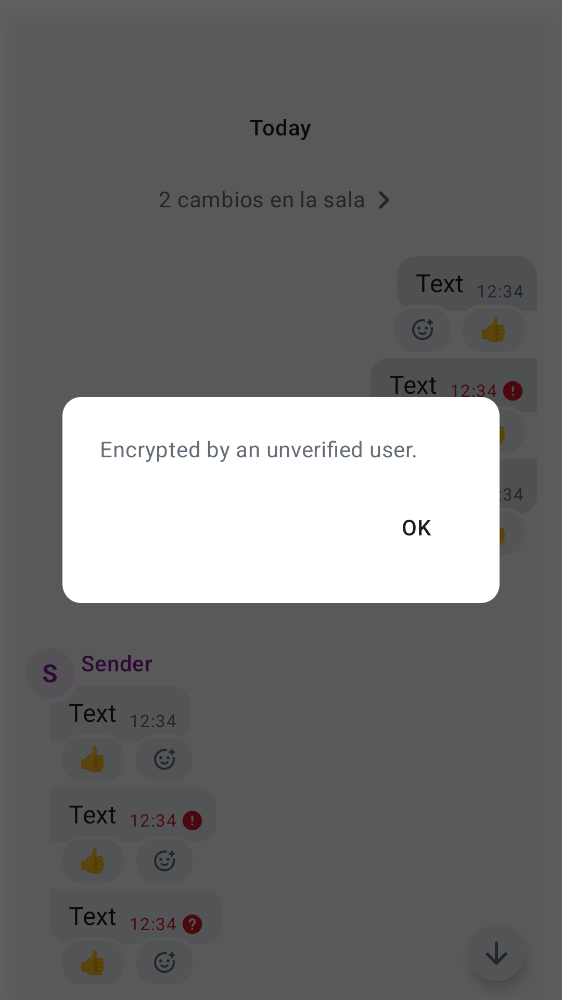 Today
2 cambios en la sala
Text 12:34
Text 12:34
Encrypted by an unverified user.
:34
OK
S
Sender
Text 12:34
Text 12:34
Text 12:34